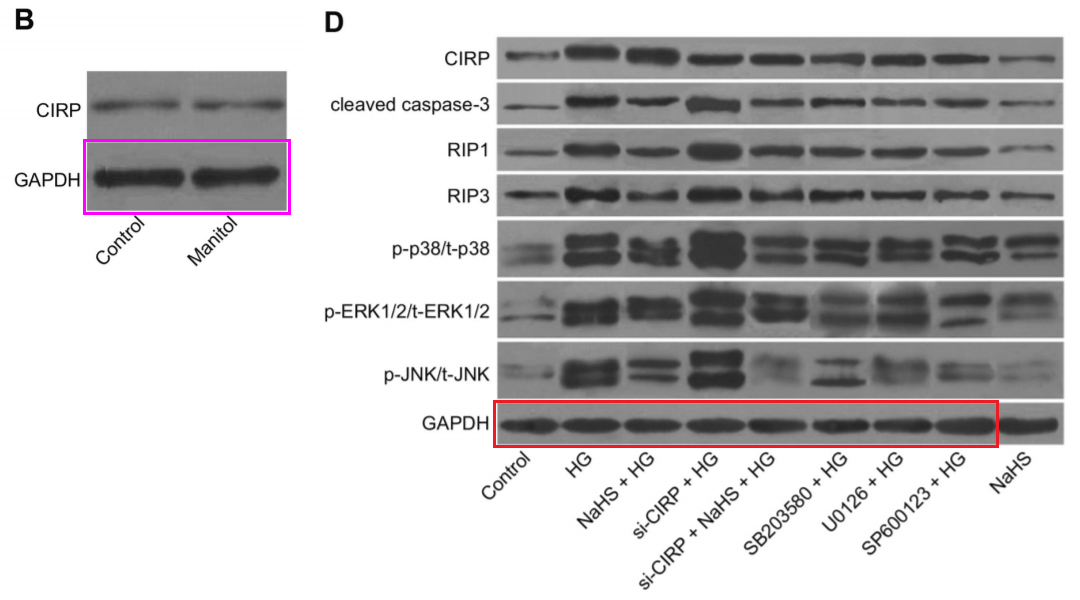 B
CIRP
GAPDH
Control
Manitol
D
CIRP
cleaved caspase-3
RIP1
RIP3
p-p38/t-p38
p-ERK1/2/t-ERK1/2
p-JNK/t-JNK
GAPDH
Control
HG
NaHS + HG
si-CIRP + HG
si-CIRP + NaHS + HG
SB203580 + HG
U0126 + HG
SP600123 + HG
NaHS